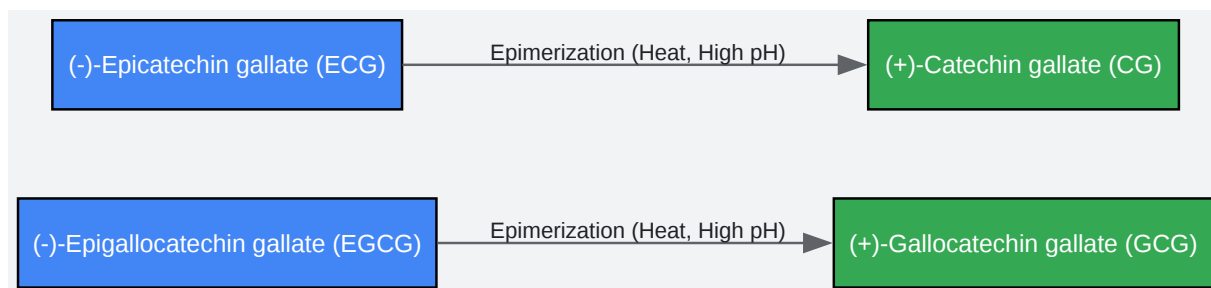 (-)-Epicatechin gallate (ECG)
Epimerization (Heat, High pH)
(+)-Catechin gallate (CG)
(-)-Epigallocatechin gallate (EGCG)
Epimerization (Heat, High pH)
(+)-Gallocatechin gallate (GCG)